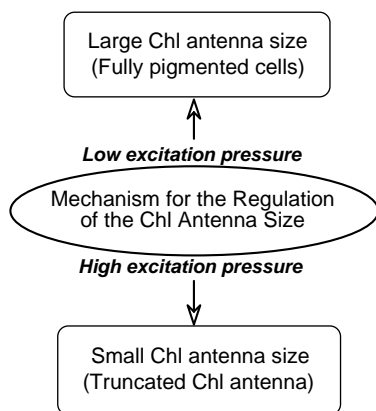 Large Chl antenna size
(Fully pigmented cells)
Low excitation pressure
Mechanism for the Regulation
of the Chl Antenna Size
High excitation pressure
Small Chl antenna size
(Truncated Chl antenna)